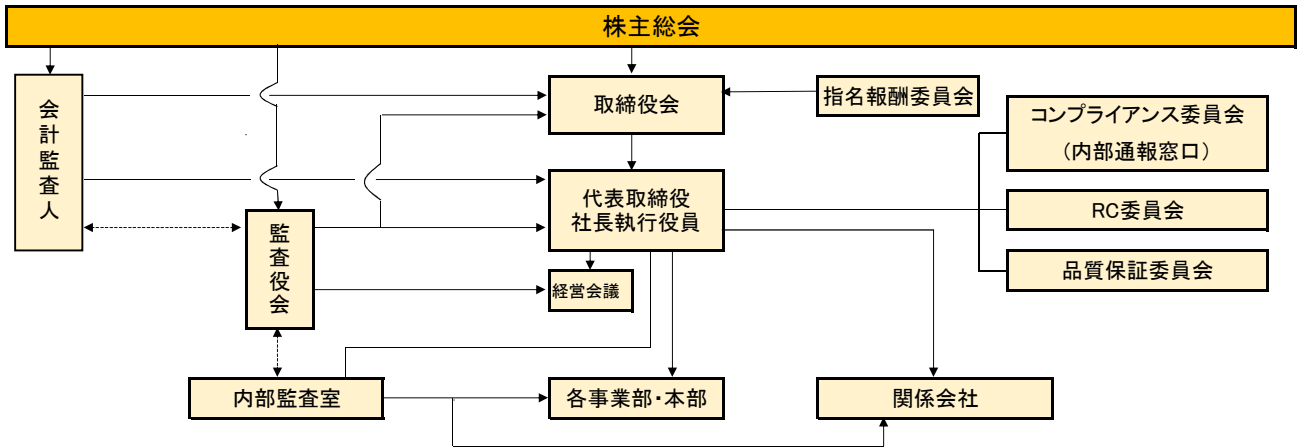 株主総会
会計監査人
取締役会
指名報酬委員会
コンプライアンス委員会
(内部通報窓口)
代表取締役
社長執行役員
RC委員会
監査役会
経営会議
品質保証委員会
内部監査室
各事業部・本部
関係会社